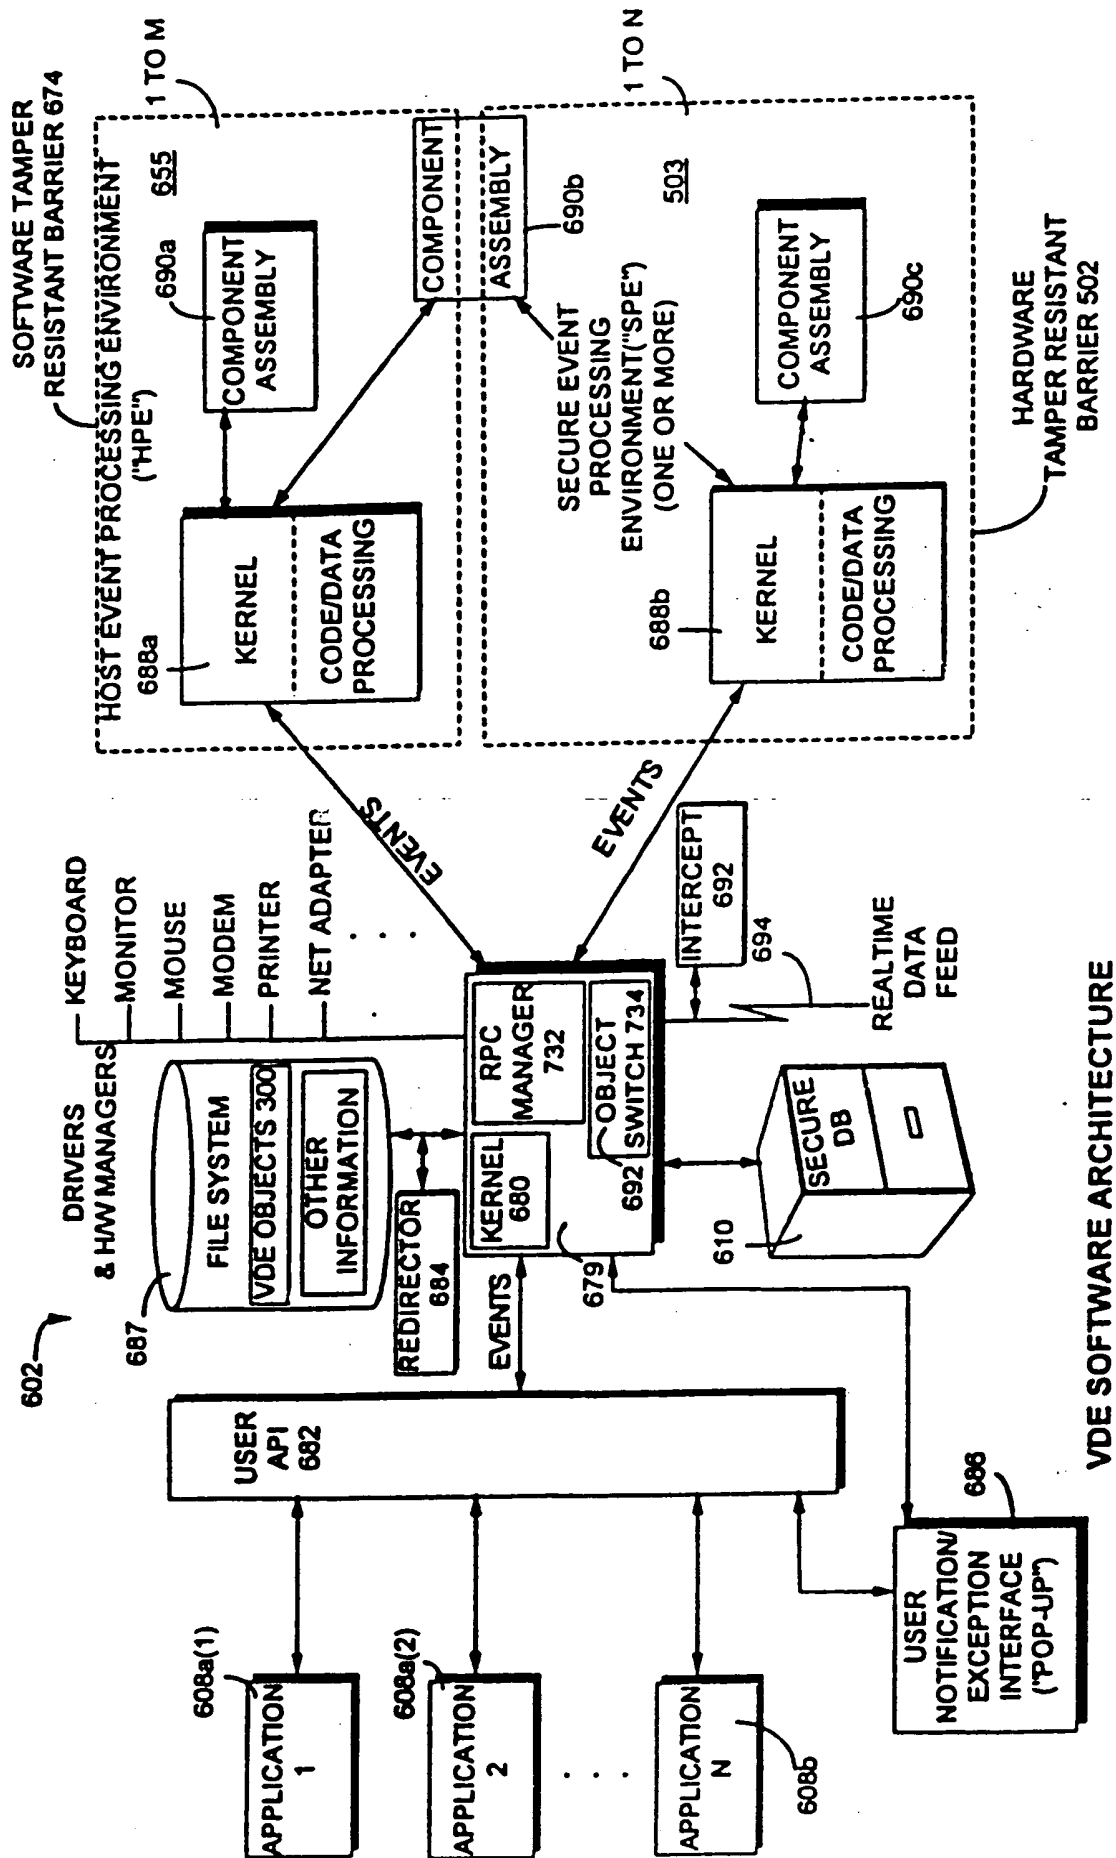 SOFTWARE TAMPER
RESISTANT BARRIER 674
HOST EVENT PROCESSING ENVIRONMENT
("HPE")
655
1 TO M
690a
COMPONENT
ASSEMBLY
688a
KERNEL
CODE/DATA
PROCESSING
COMPONENT
ASSEMBLY
690b
1 TO N
503
SECURE EVENT
PROCESSING
ENVIRONMENT("SPE")
(ONE OR MORE)
COMPONENT
ASSEMBLY
690c
688b
KERNEL
CODE/DATA
PROCESSING
HARDWARE
TAMPER RESISTANT
BARRIER 502
EVENTS
EVENTS
602
DRIVERS
& H/W MANAGERS
KEYBOARD
MONITOR
MOUSE
MODEM
PRINTER
NET ADAPTER
. . .
687
FILE SYSTEM
VDE OBJECTS 300
OTHER
INFORMATION
REDIRECTOR
684
EVENTS
KERNEL
680
RPC
MANAGER
732
OBJECT
SWITCH 734
692
679
INTERCEPT
692
694
REALTIME
DATA
FEED
SECURE
DB
610
USER
API
682
608a(1)
APPLICATION
1
608a(2)
APPLICATION
2
. . .
APPLICATION
N
608b
USER
NOTIFICATION/
EXCEPTION
INTERFACE
("POP-UP")
686
VDE SOFTWARE ARCHITECTURE